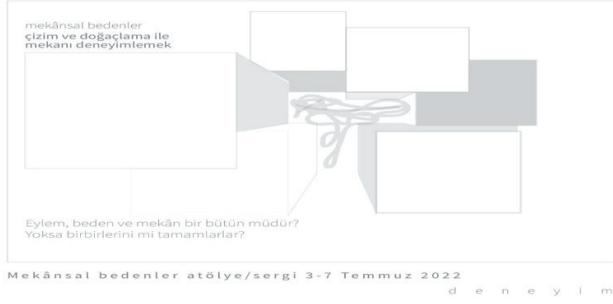 mekânsal bedenler
çizim ve doğaçlama ile
mekanı deneyimlemek
Eylem, beden ve mekân bir bütün müdür?
Yoksa birbirlerini mi tamamlarlar?
Mekânsal bedenler atölye/sergi 3-7 Temmuz 2022
deneyim